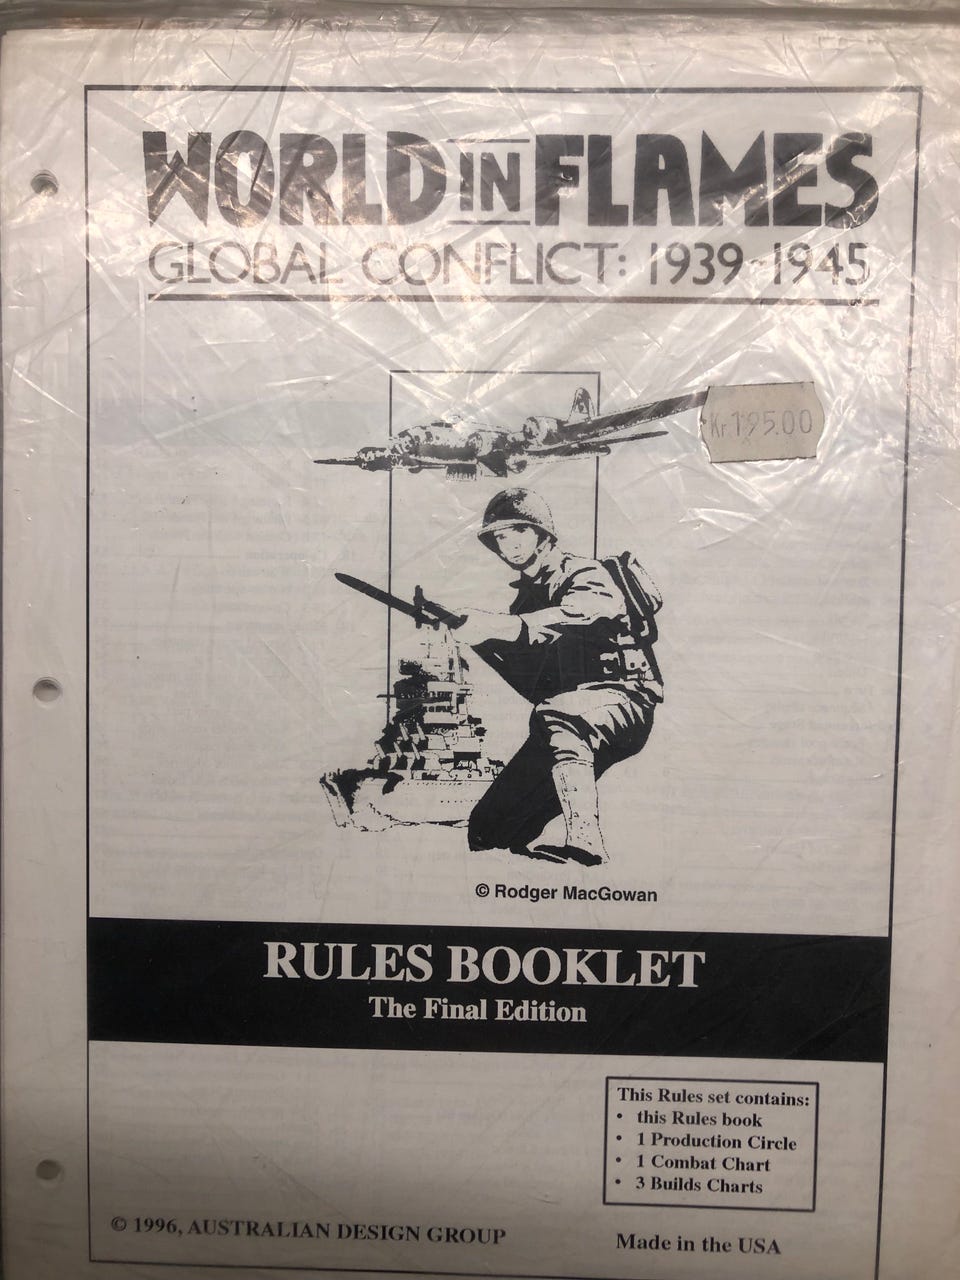 WORLD IN FLAMES
GLOBAL CONFLICT: 1939-1945
Kr.195.00
© Rodger MacGowan
RULES BOOKLET
The Final Edition
This Rules set contains:
• this Rules book
• 1 Production Circle
• 1 Combat Chart
• 3 Builds Charts
© 1996, AUSTRALIAN DESIGN GROUP
Made in the USA